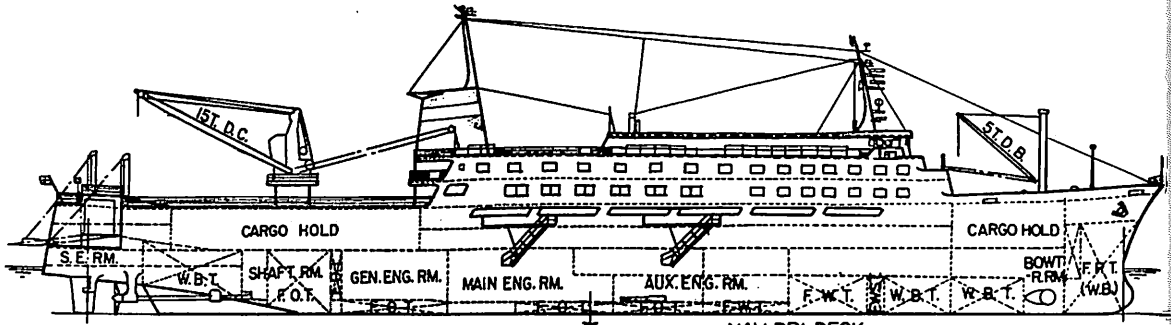 15T. D.C.
5T. D.B.
CARGO HOLD
CARGO HOLD
S.E. RM.
W.B.T.
SHAFT. RM.
F.O.T.
GEN. ENG. RM.
MAIN ENG. RM.
AUX. ENG. RM.
BOWT
R.RM.
F.P.T.
(W.B.)
F.O.T.
F.O.T.
F.O.T.
F.W.T.
F.W.T.
W.B.T.
W.B.T.